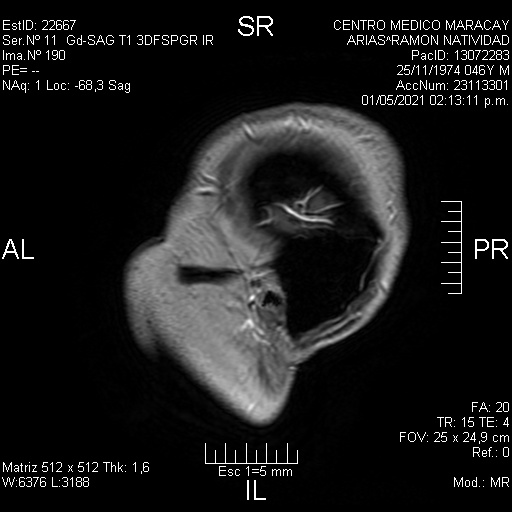 EstID: 22667
Ser.Nº 11 Gd-SAG T1 3DFSPGR IR
Ima.Nº 190
PE= --
NAq: 1 Loc: -68,3 Sag
SR
CENTRO MEDICO MARACAY
ARIAS^RAMON NATIVIDAD
PacID: 13072283
25/11/1974 046Y M
AccNum: 23113301
01/05/2021 02:13:11 p.m.
AL
PR
FA: 20
TR: 15 TE: 4
FOV: 25 x 24,9 cm
Ref.: 0
Matriz 512 x 512 Thk: 1,6
W:6376 L:3188
Esc 1=5 mm
IL
Mod.: MR